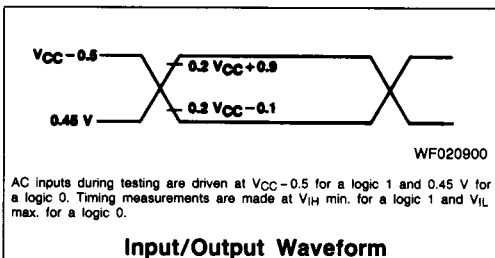 VCC−0.5
0.2 VCC+0.9
0.2 VCC−0.1
0.45 V
WF020900
AC inputs during testing are driven at VCC−0.5 for a logic 1 and 0.45 V for
a logic 0. Timing measurements are made at VIH min. for a logic 1 and VIL
max. for a logic 0.
Input/Output Waveform